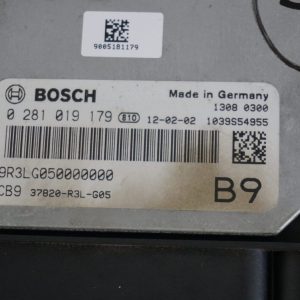 9005181179
BOSCH
Made in Germany
1308 0300
0 281 019 179 810 12-02-02 1039S54955
9R3LG050000000
CB9 37820-R3L-G05
B9